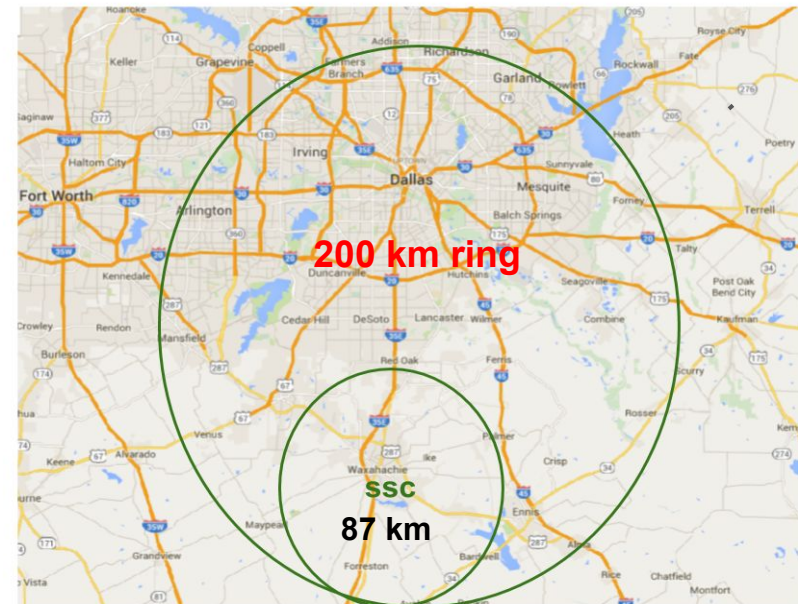 Roanoke
Coppell
Addison
Richardson
Royse City
Keller
Grapevine
Farmers
Branch
Garland
Rowlett
Rockwall
Fate
Saginaw
Haltom City
Irving
UPTOWN
Dallas
Mesquite
Sunnyvale
Heath
Poetry
Fort Worth
Arlington
Balch Springs
Forney
Terrell
200 km ring
Kennedale
Duncanville
Hutchins
Seagoville
Talty
Post Oak
Bend City
Crowley
Rendon
Mansfield
Cedar Hill
DeSoto
Lancaster
Wilmer
Combine
Kaufman
Burleson
Red Oak
Ferris
Scurry
Venus
Alvarado
Keene
Waxahachie
Ike
Palmer
Crisp
Rosser
ssc
87 km
Maypearl
Ennis
Grandview
Forreston
Bardwell
Alma
Rice
Chatfield
Montfort